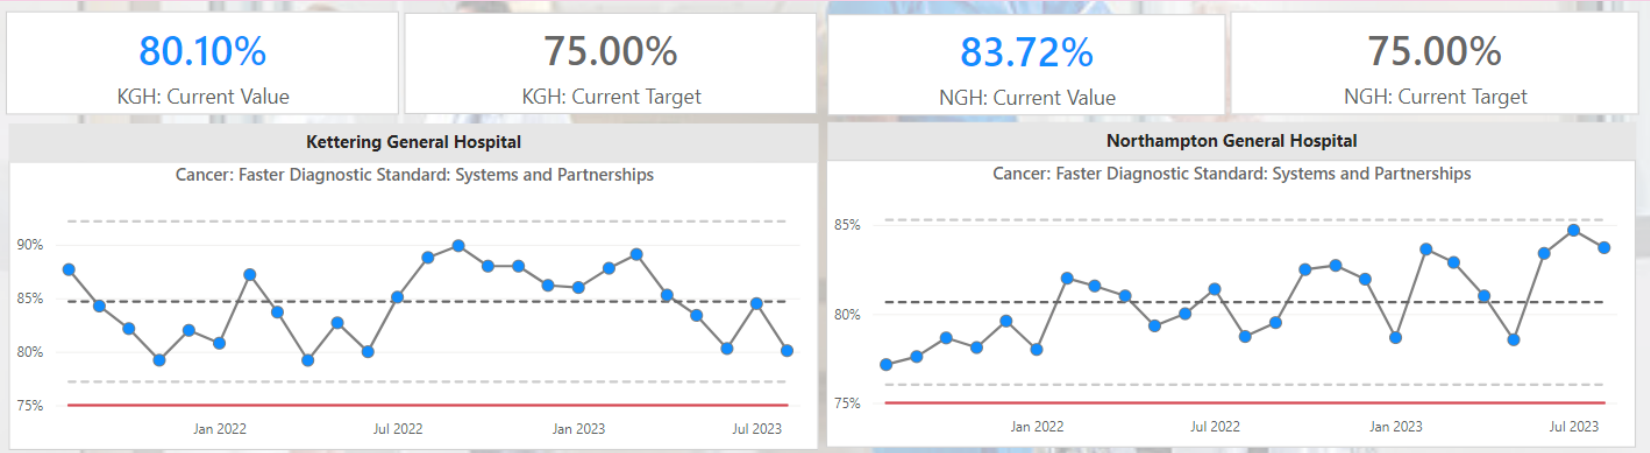 80.10%
KGH: Current Value
75.00%
KGH: Current Target
83.72%
NGH: Current Value
75.00%
NGH: Current Target
Kettering General Hospital
Cancer: Faster Diagnostic Standard: Systems and Partnerships
90%
85%
80%
75%
Jan 2022
Jul 2022
Jan 2023
Jul 2023
Northampton General Hospital
Cancer: Faster Diagnostic Standard: Systems and Partnerships
85%
80%
75%
Jan 2022
Jul 2022
Jan 2023
Jul 2023